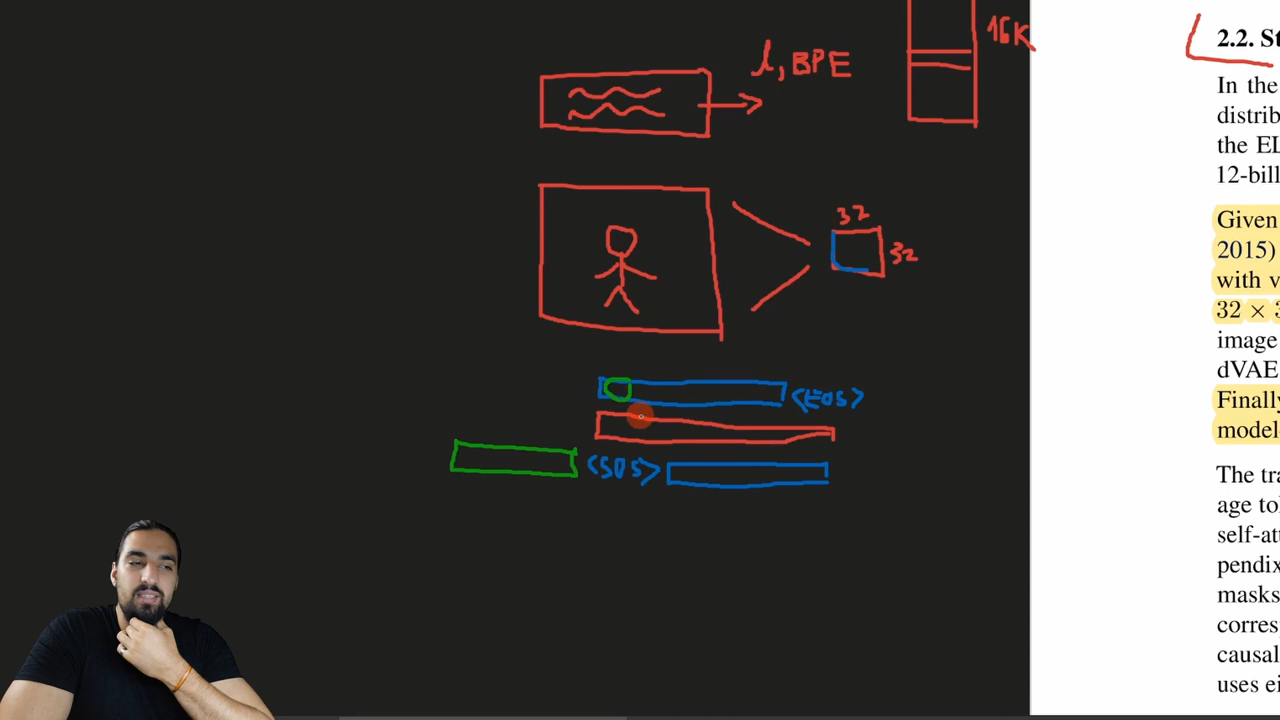 16K
l, BPE
32
32
<EOS>
<SOS>
2.2. St
In the
distrib
the EL
12-bill
Given
2015)
with v
32 × 3
image
dVAE
Finally
model
The tra
age tol
self-att
pendix
masks
corres
causal
uses ei